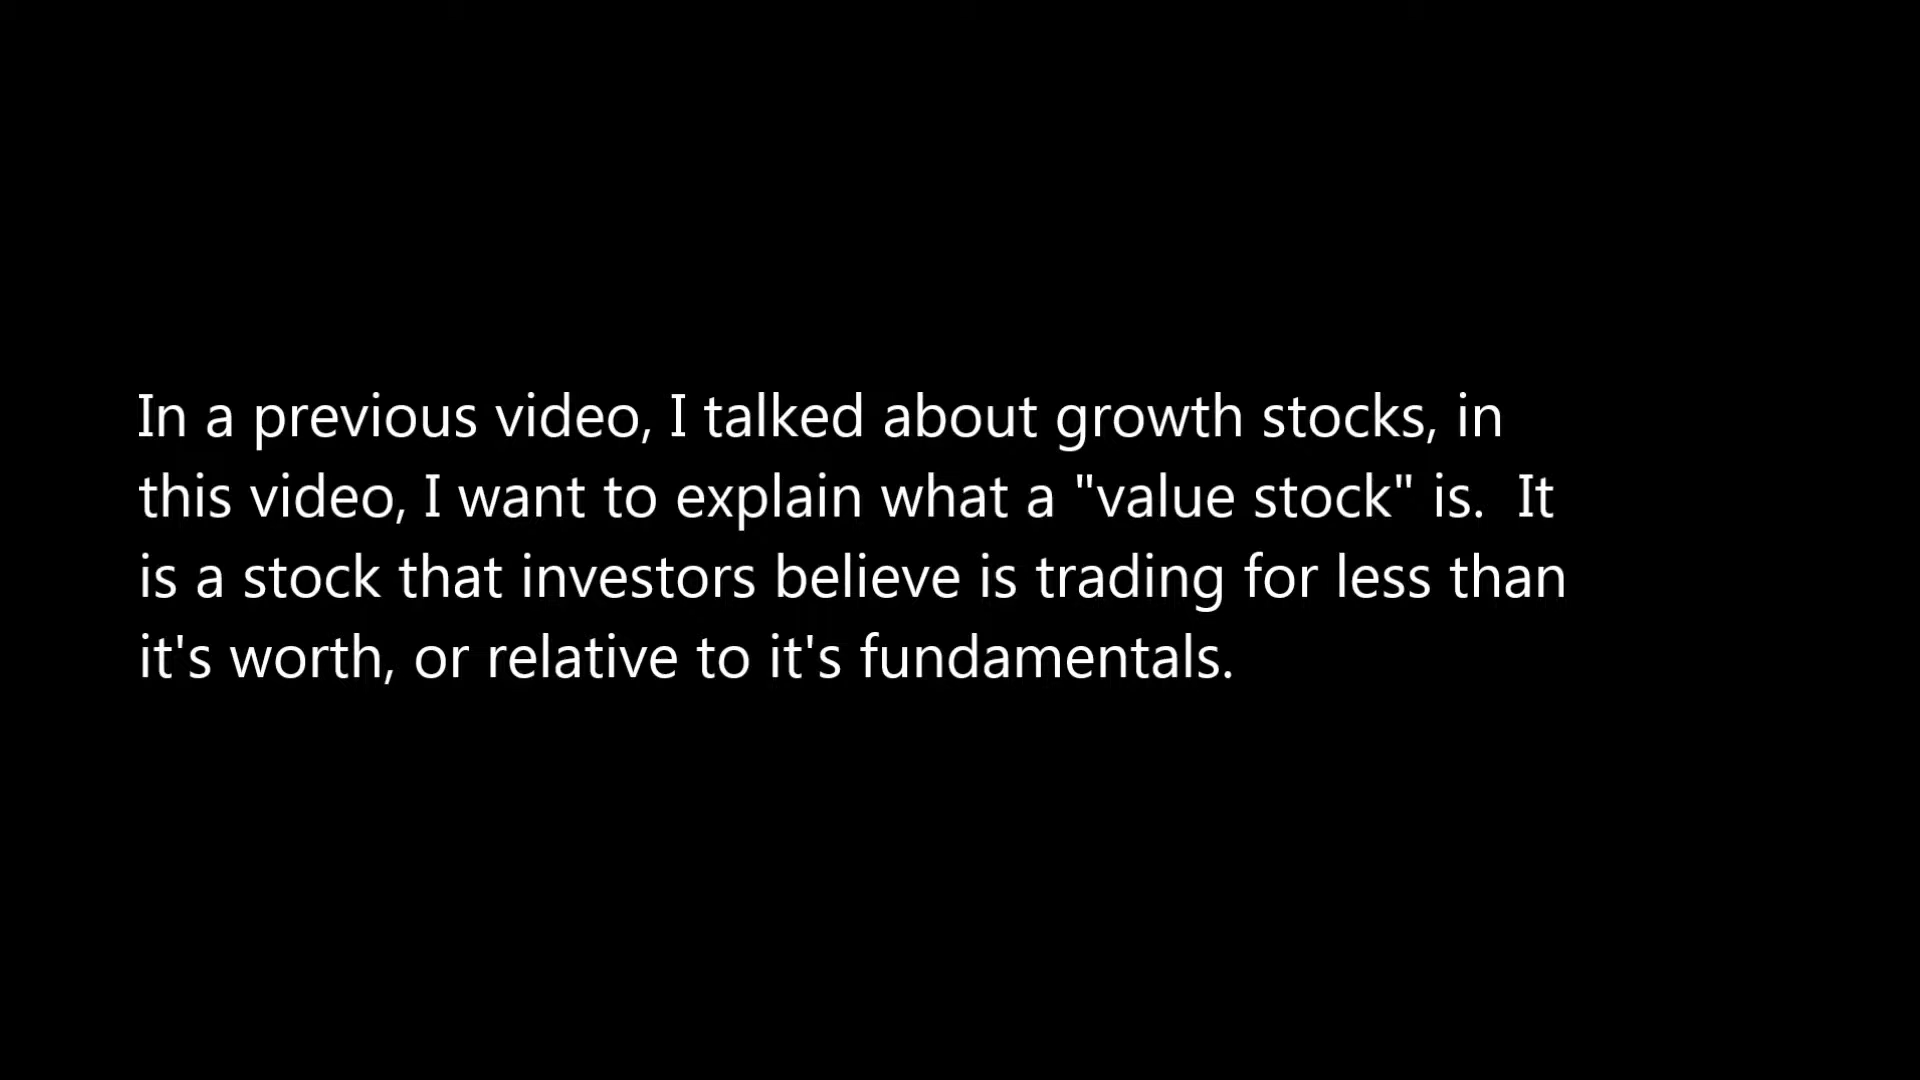 In a previous video, I talked about growth stocks, in
this video, I want to explain what a "value stock" is.  It
is a stock that investors believe is trading for less than
it's worth, or relative to it's fundamentals.